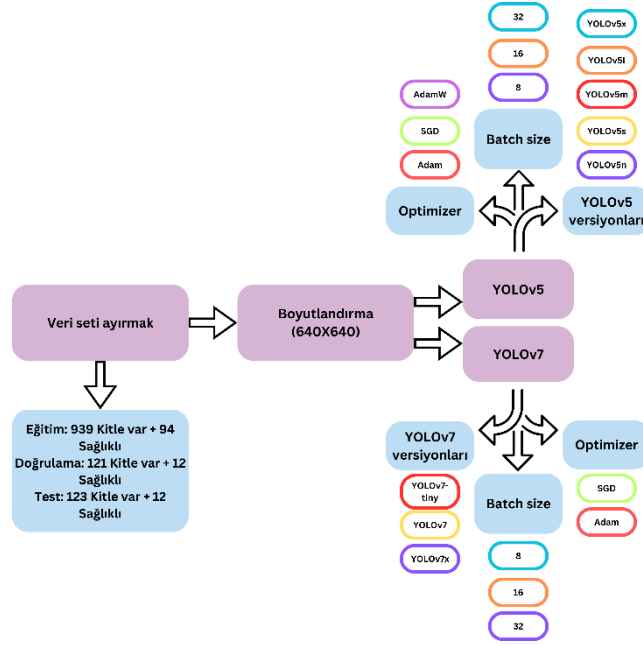 32
16
8
Batch size
YOLOv5x
YOLOv5l
YOLOv5m
YOLOv5s
YOLOv5n
YOLOv5
versiyonları
AdamW
SGD
Adam
Optimizer
Veri seti ayırmak
Boyutlandırma
(640X640)
YOLOv5
YOLOv7
Eğitim: 939 Kitle var + 94
Sağlıklı
Doğrulama: 121 Kitle var + 12
Sağlıklı
Test: 123 Kitle var + 12
Sağlıklı
YOLOv7
versiyonları
YOLOv7-
tiny
YOLOv7
YOLOv7x
Batch size
8
16
32
Optimizer
SGD
Adam